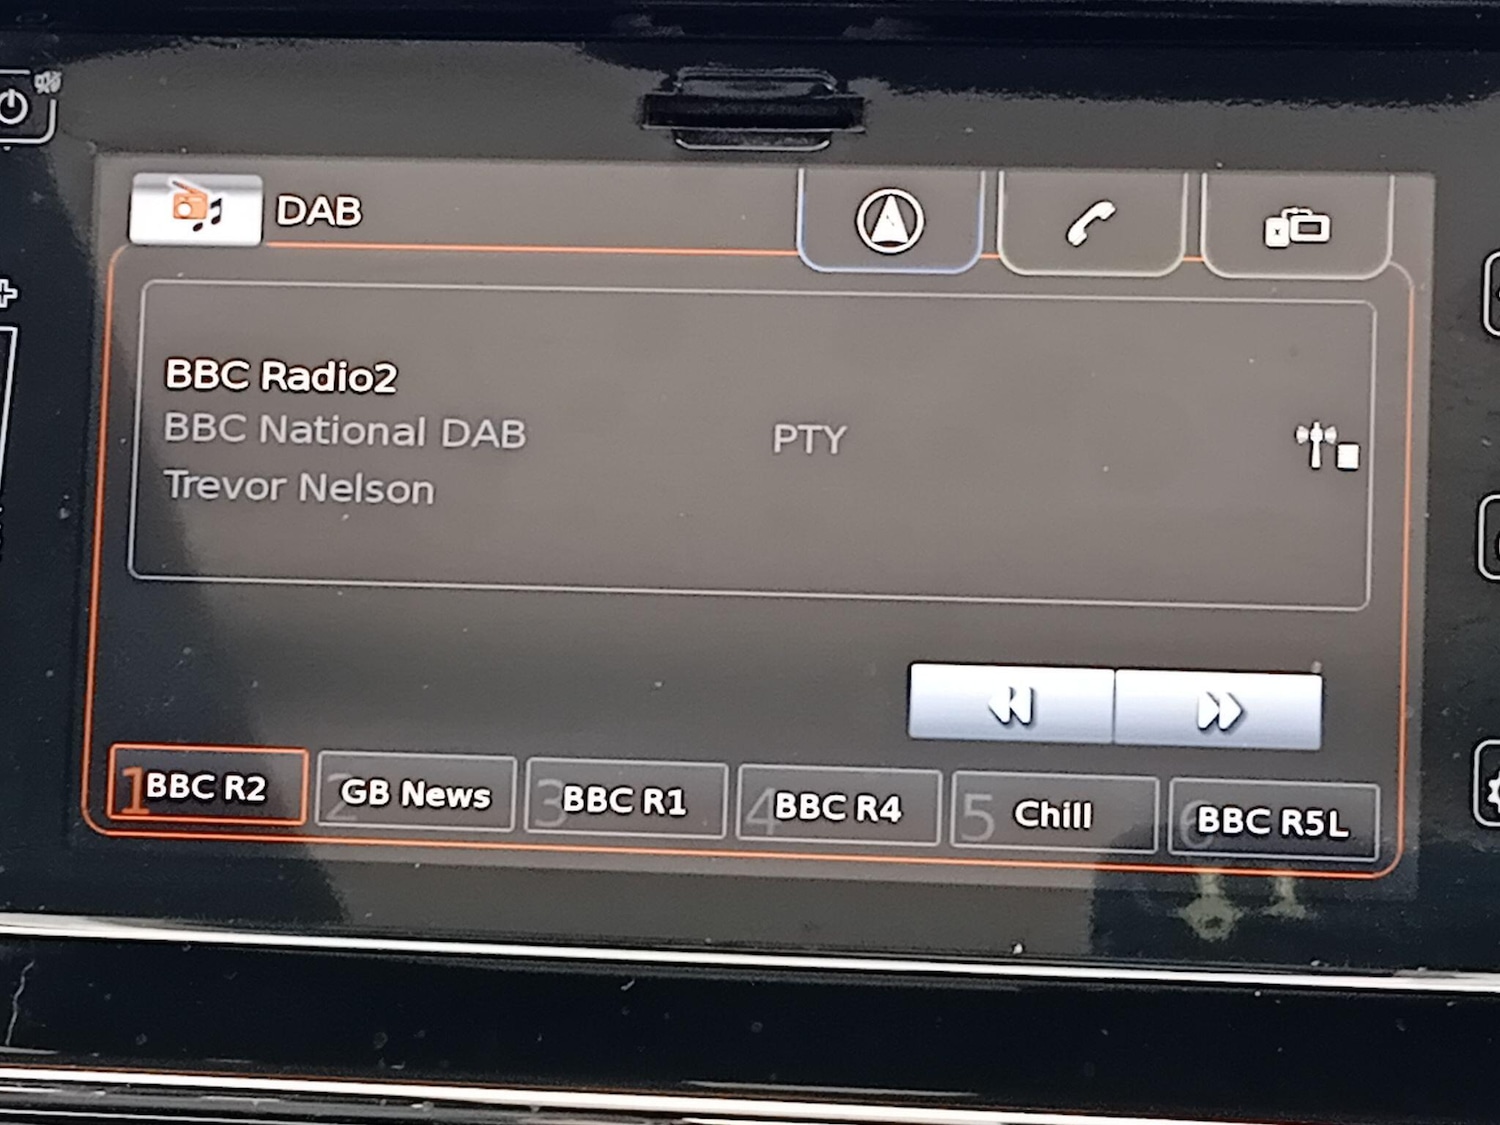 DAB
BBC Radio2
BBC National DAB PTY
Trevor Nelson
1 BBC R2 2 GB News 3 BBC R1 4 BBC R4 5 Chill 6 BBC R5L